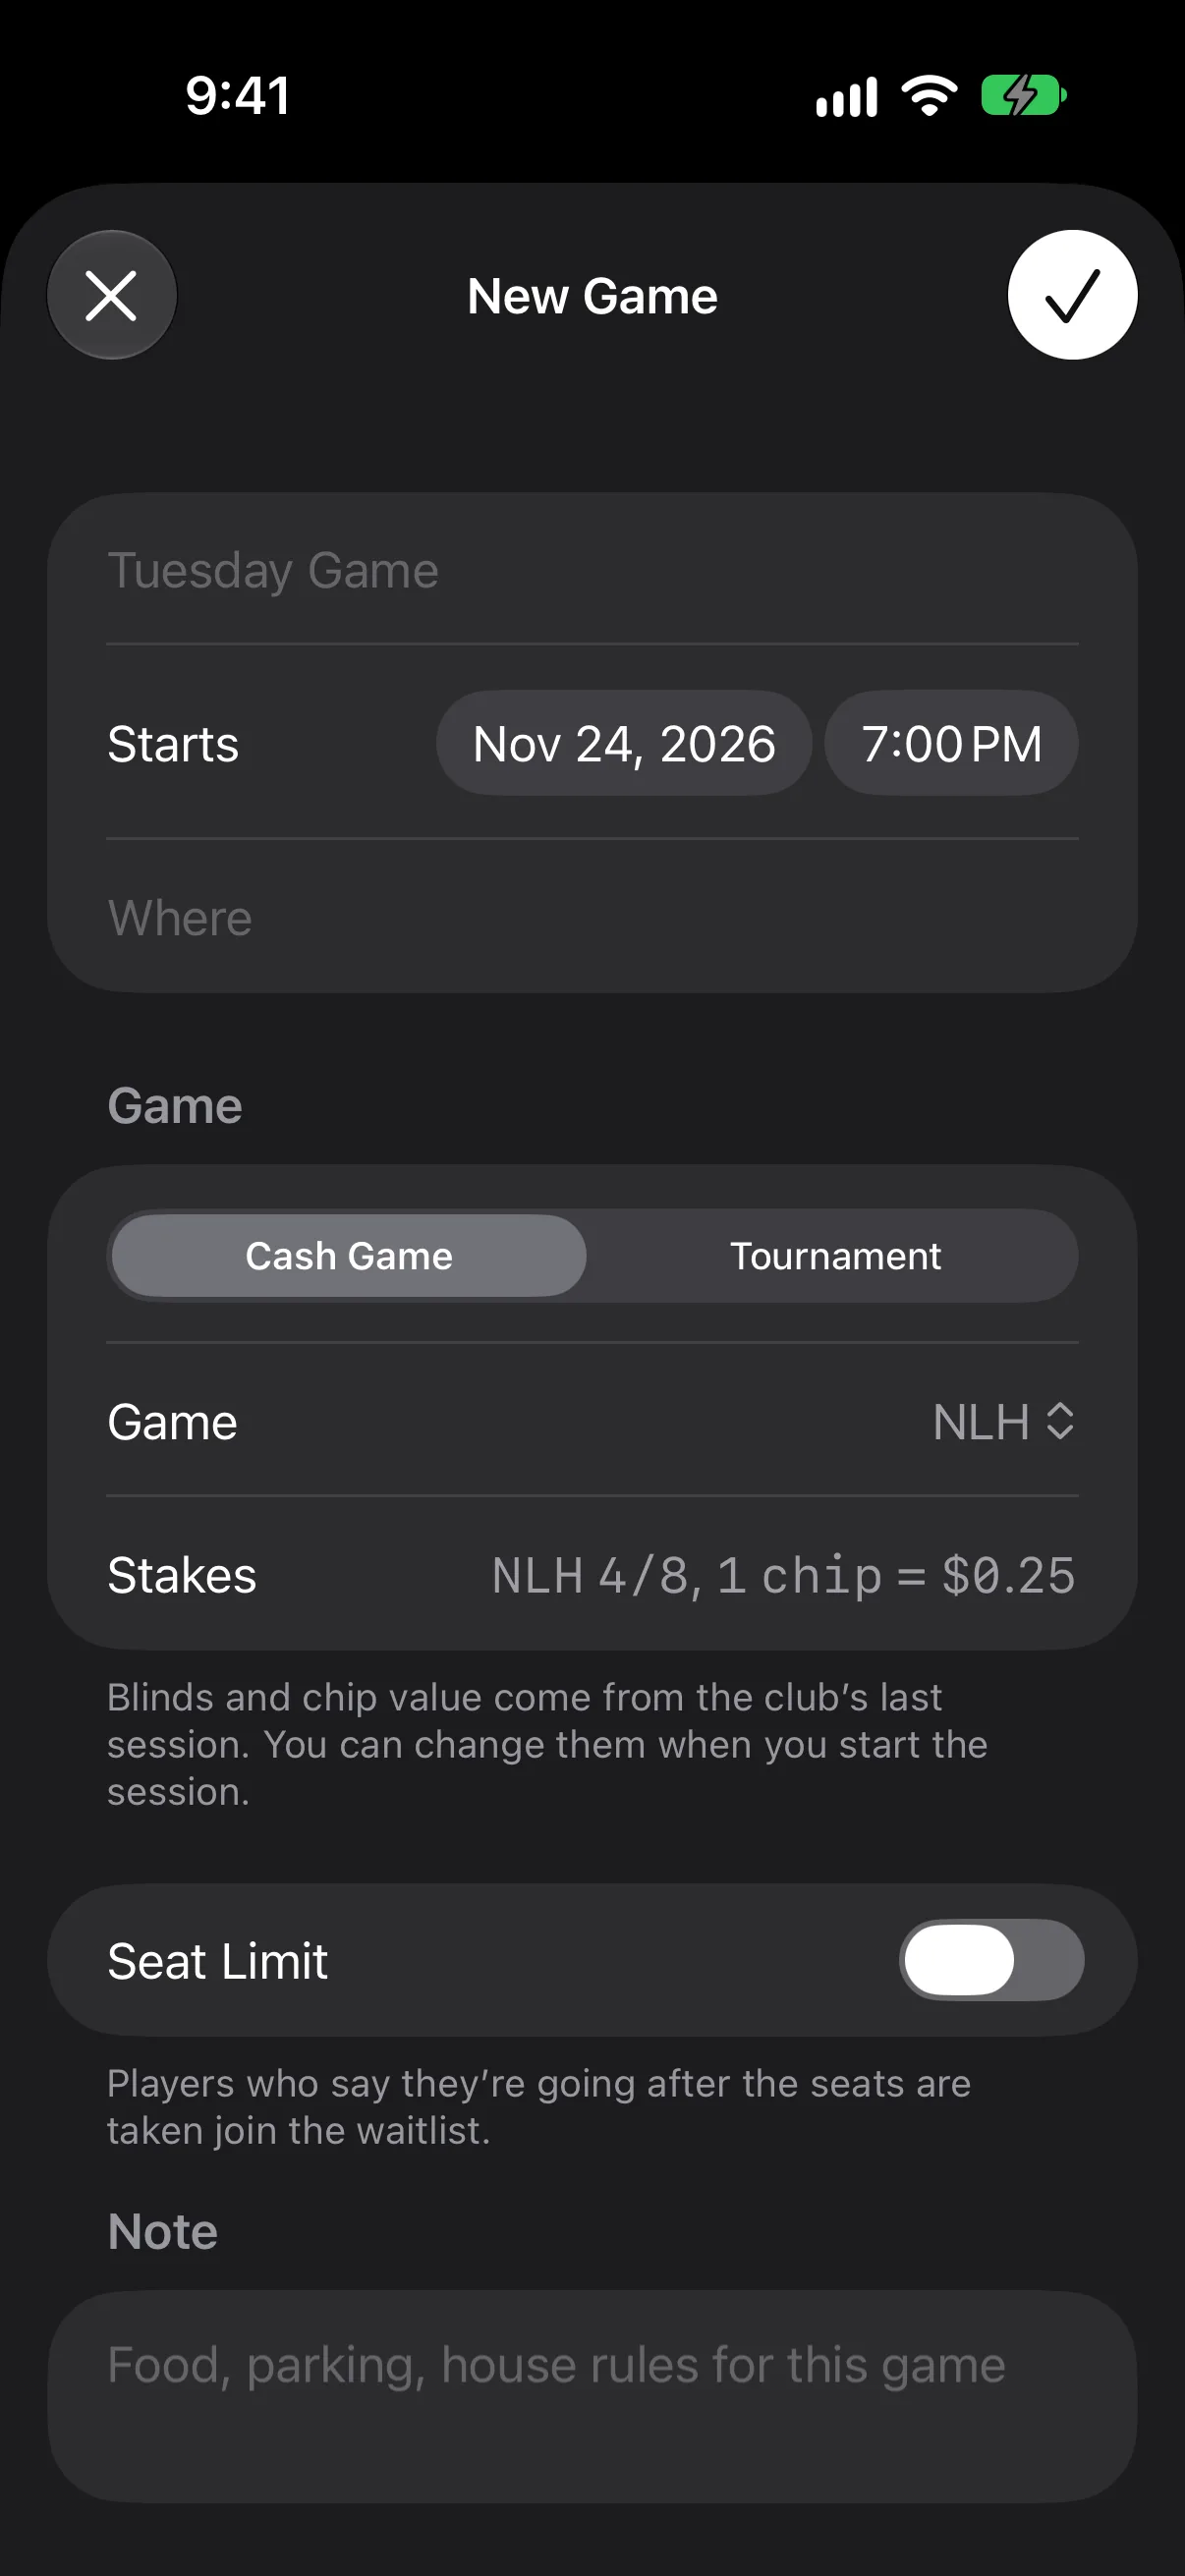 9:41
New Game
Tuesday Game
Starts Nov 24, 2026 7:00 PM
Where
Game
Cash Game Tournament
Game NLH
Stakes NLH 4/8, 1 chip = $0.25
Blinds and chip value come from the club’s last
session. You can change them when you start the
session.
Seat Limit
Players who say they’re going after the seats are
taken join the waitlist.
Note
Food, parking, house rules for this game